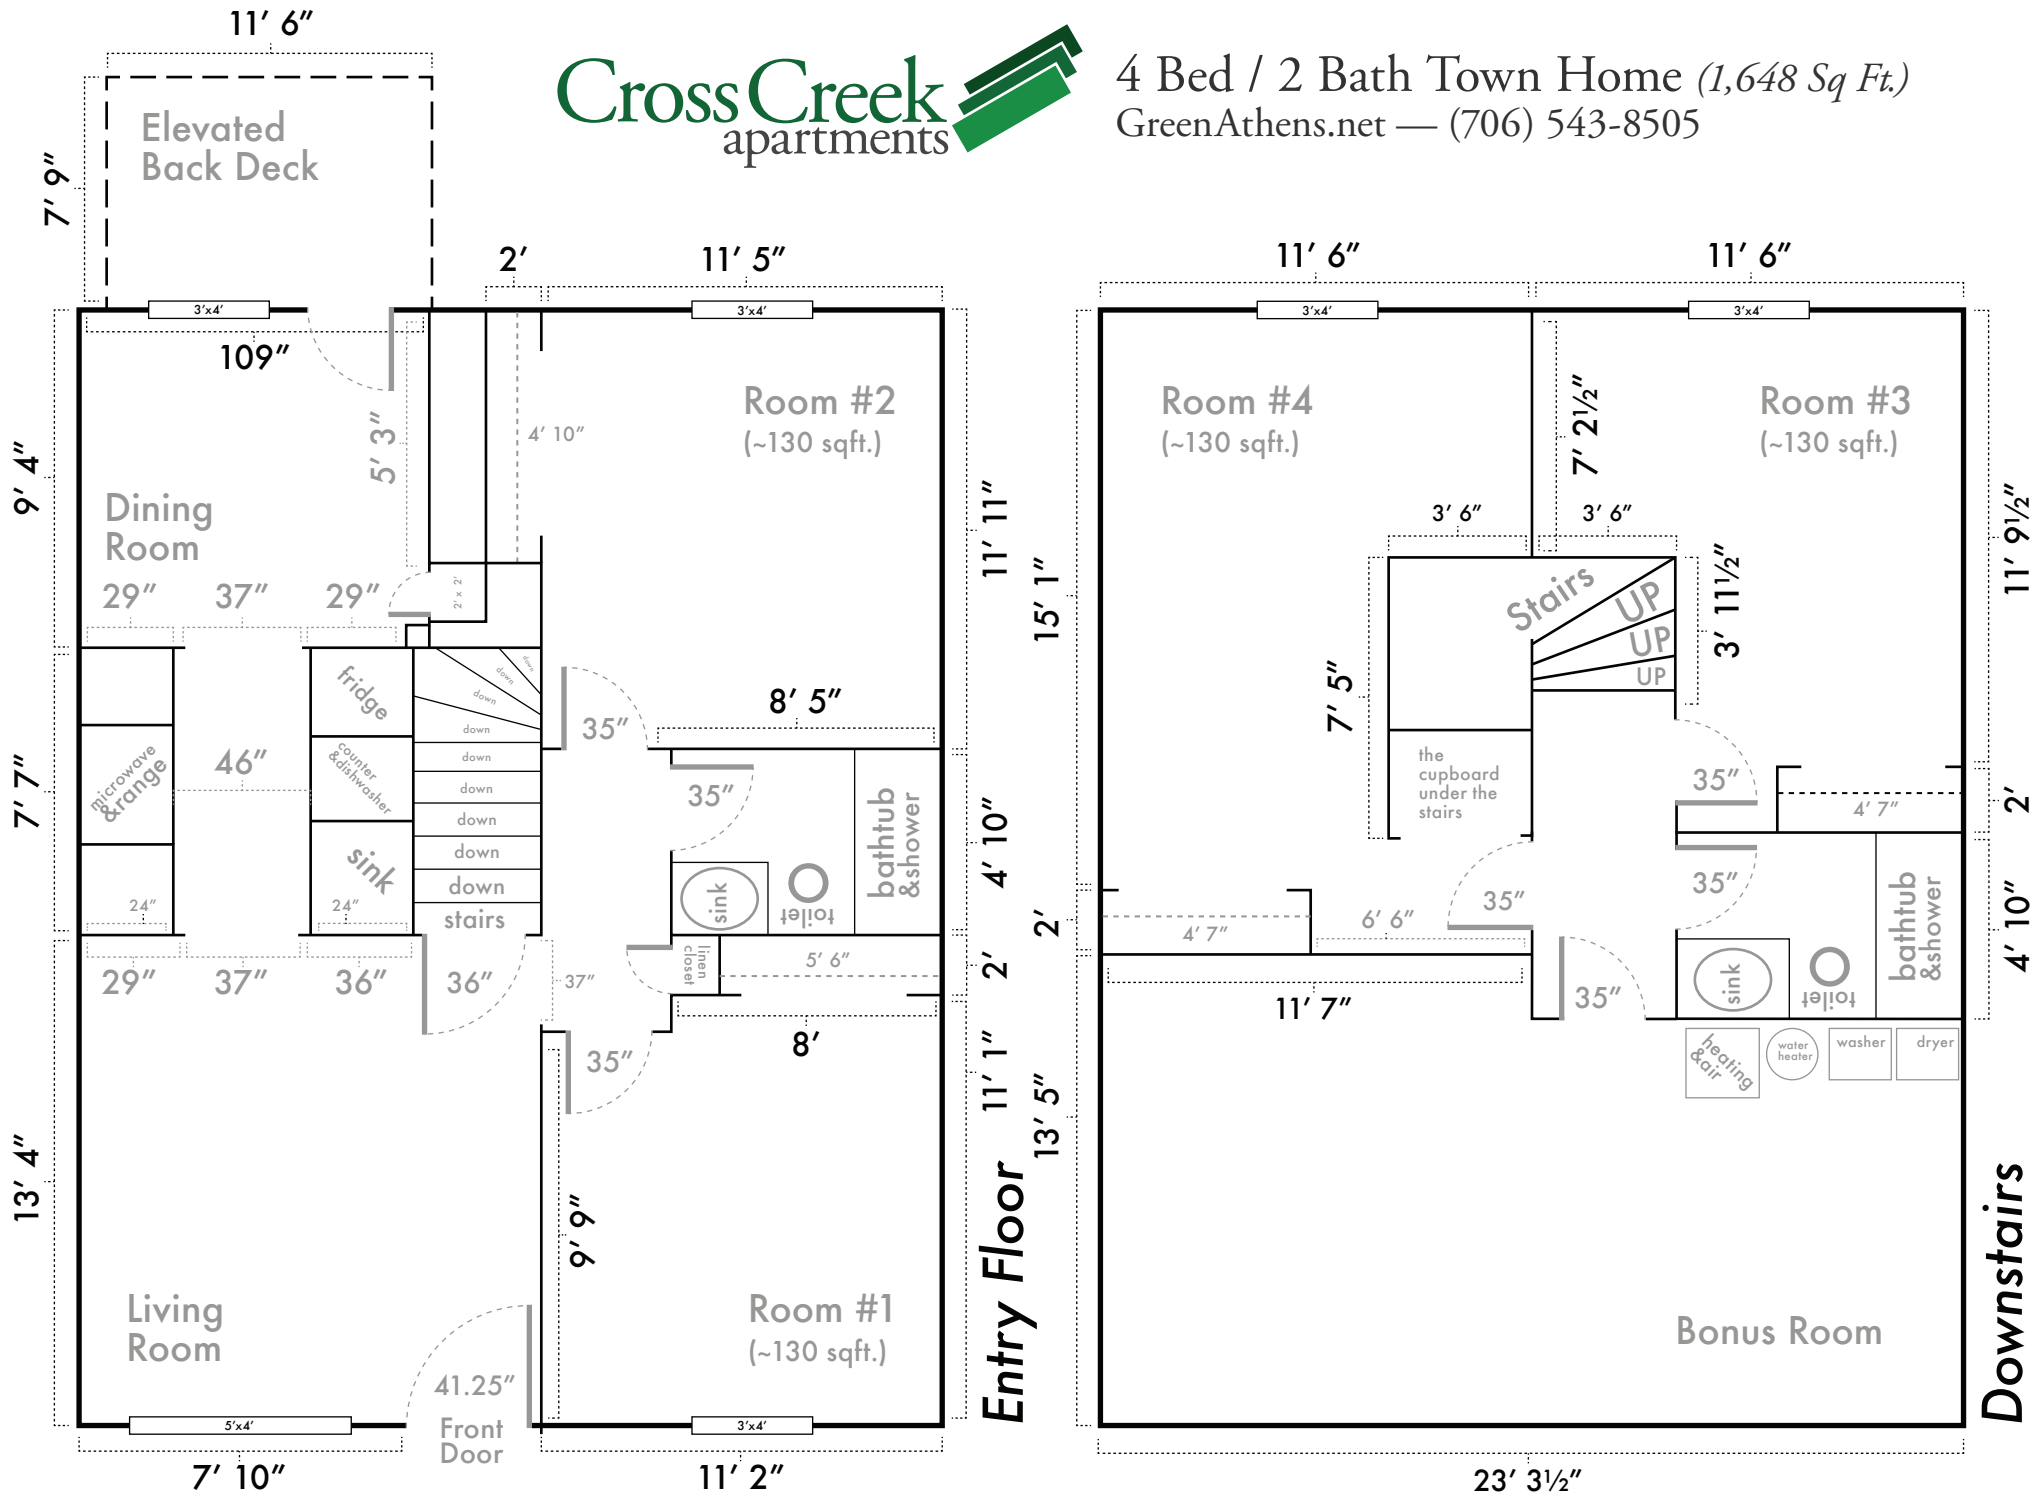 11′ 6″
CrossCreek
apartments
4 Bed / 2 Bath Town Home (1,648 Sq Ft.)
GreenAthens.net — (706) 543-8505
Elevated
Back Deck
7′ 9″
2′
11′ 5″
3′x4′
3′x4′
109″
5′ 3″
4′ 10″
Room #2
(~130 sqft.)
9′ 4″
Dining
Room
11′ 11″
29″
37″
29″
2′ x 2′
fridge
down
down
down
down
down
down
down
down
down
stairs
35″
8′ 5″
7′ 7″
microwave
&range
46″
counter
&dishwasher
sink
24″
24″
35″
sink
toilet
bathtub
&shower
4′ 10″
29″
37″
36″
36″
37″
linen
closet
5′ 6″
2′
8′
35″
11′ 1″
13′ 4″
9′ 9″
Living
Room
Room #1
(~130 sqft.)
41.25″
Front
Door
5′x4′
3′x4′
7′ 10″
11′ 2″
Entry Floor
11′ 6″
11′ 6″
3′x4′
3′x4′
Room #4
(~130 sqft.)
7′ 2½″
Room #3
(~130 sqft.)
3′ 6″
3′ 6″
15′ 1″
Stairs
UP
UP
UP
3′ 11½″
11′ 9½″
7′ 5″
the
cupboard
under the
stairs
35″
4′ 7″
2′
2′
4′ 7″
6′ 6″
35″
35″
bathtub
&shower
4′ 10″
11′ 7″
35″
sink
toilet
heating
&air
water
heater
washer
dryer
13′ 5″
Bonus Room
23′ 3½″
Downstairs